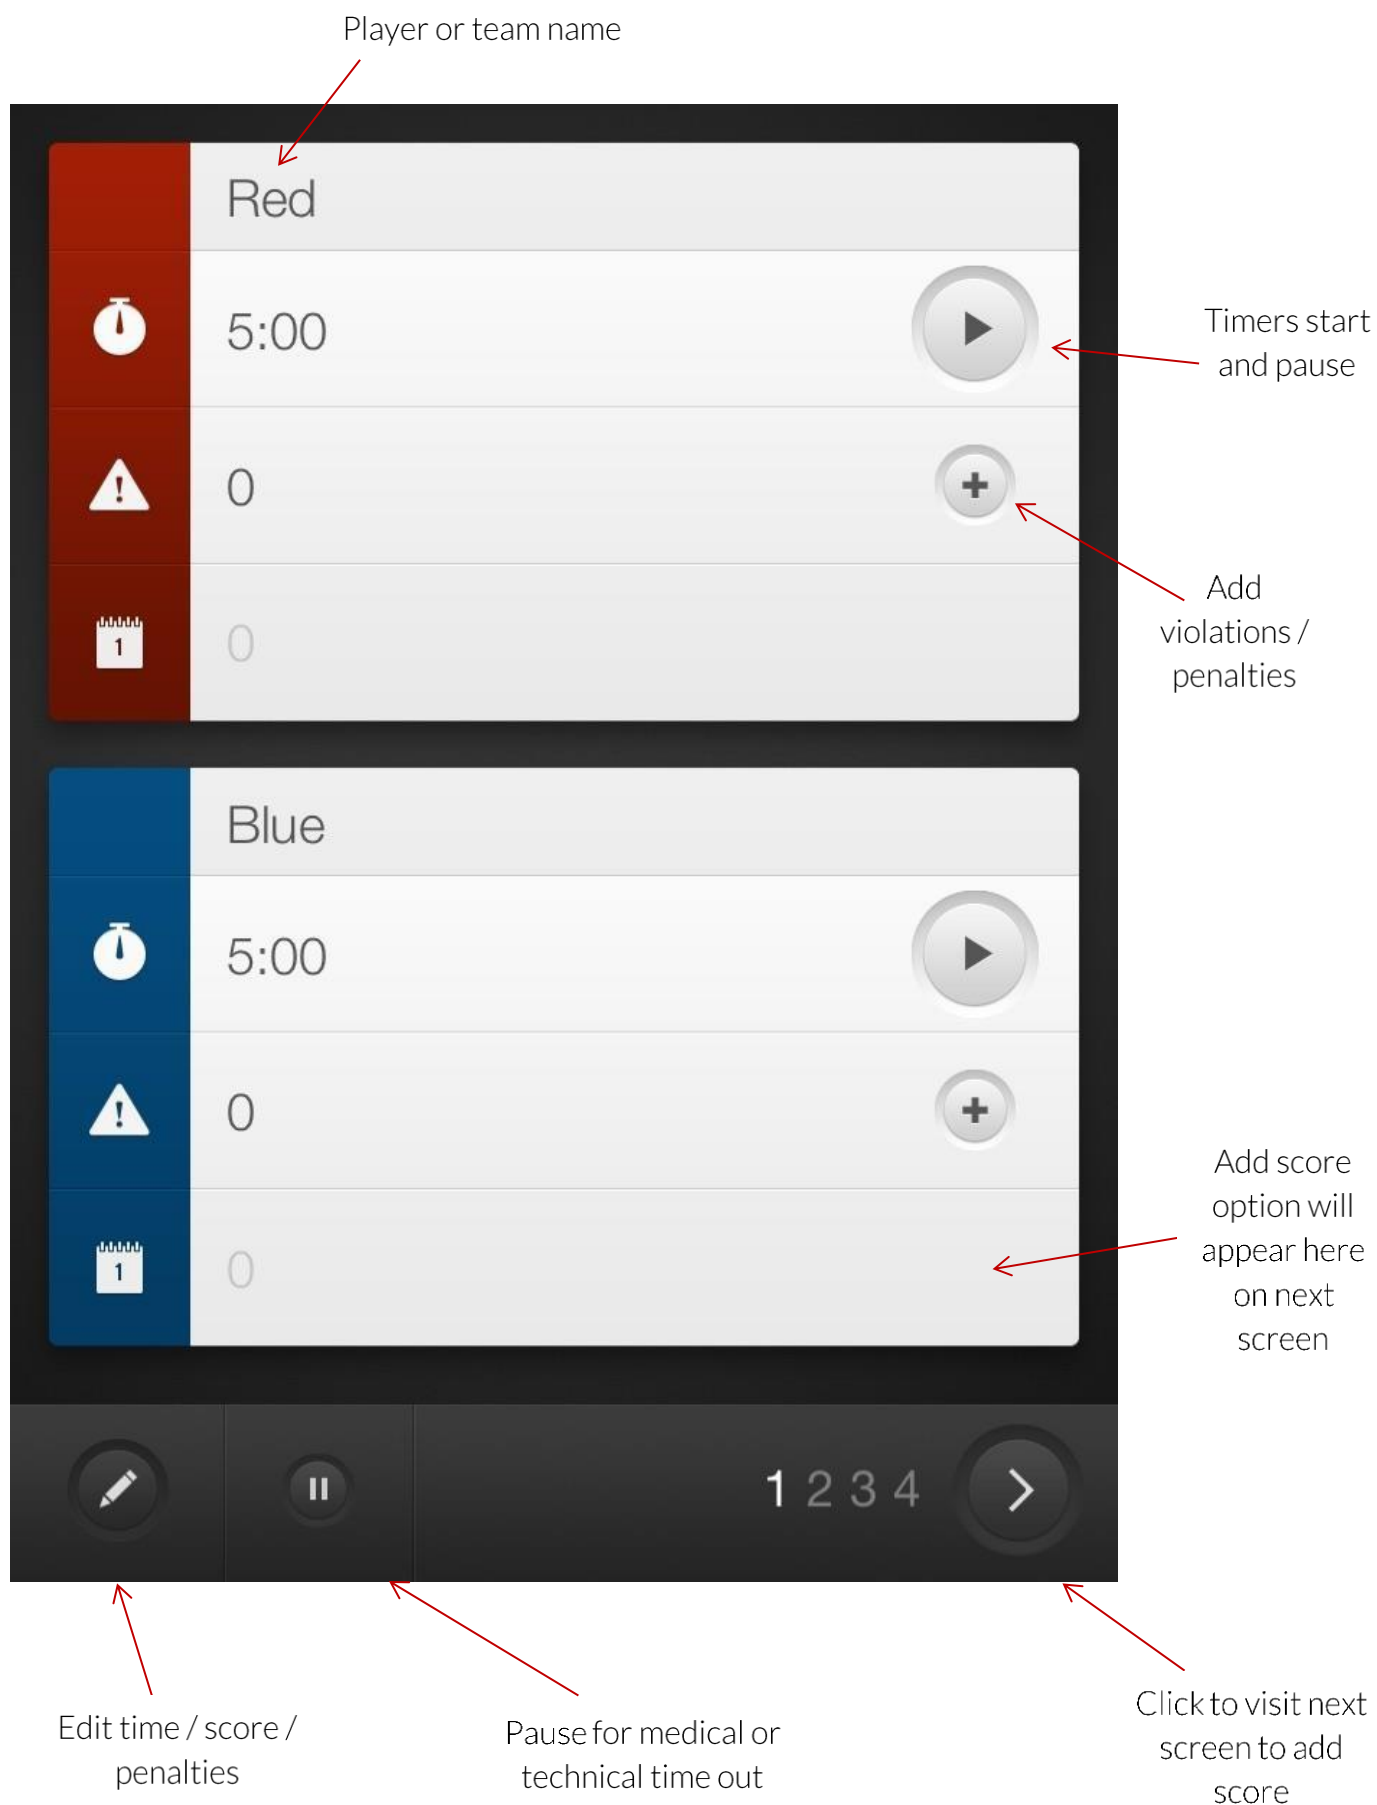 Player or team name
Red
5:00
Timers start
and pause
0
Add
violations /
penalties
1
0
Blue
5:00
0
Add score
option will
appear here
on next
screen
1
0
1 2 3 4
Edit time / score /
penalties
Pause for medical or
technical time out
Click to visit next
screen to add
score